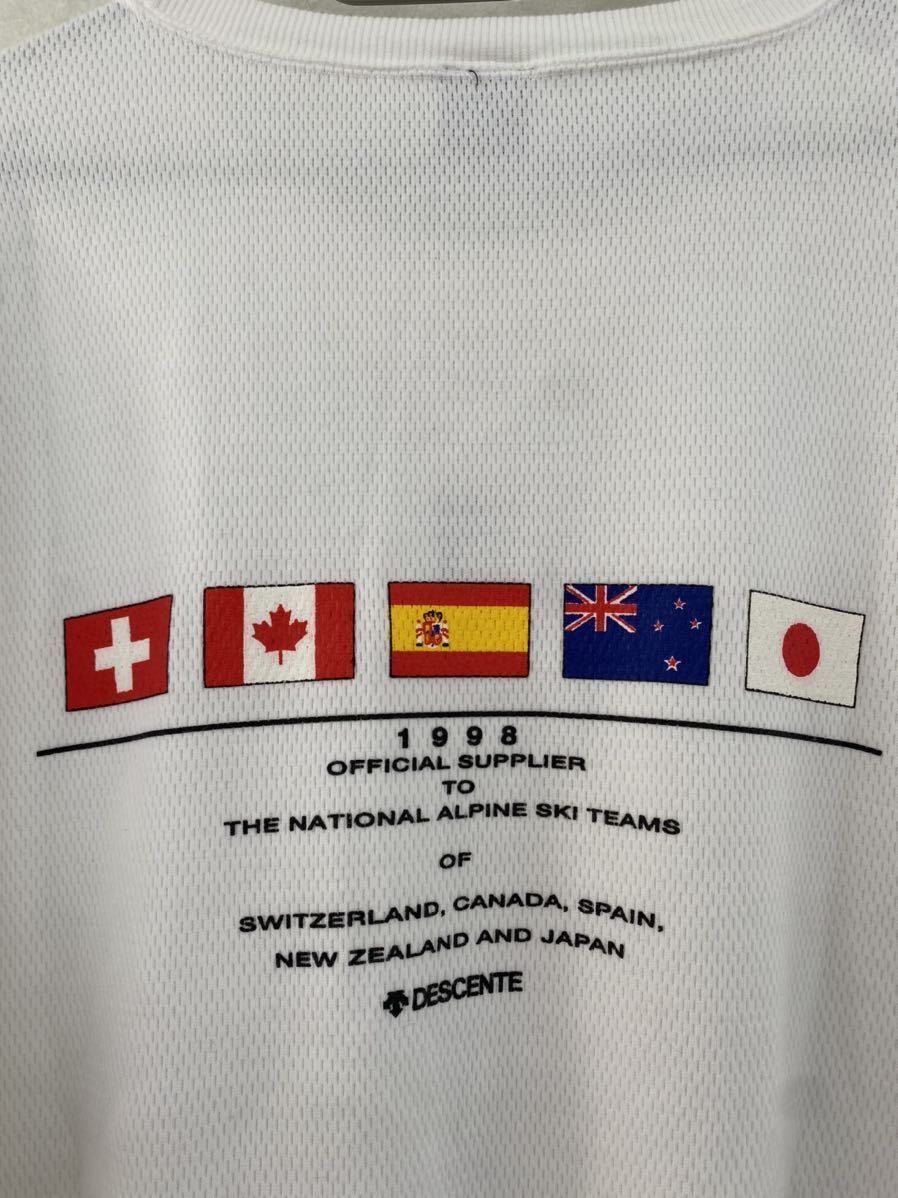 1998
OFFICIAL SUPPLIER
TO
THE NATIONAL ALPINE SKI TEAMS
OF
SWITZERLAND, CANADA, SPAIN,
NEW ZEALAND AND JAPAN
DESCENTE